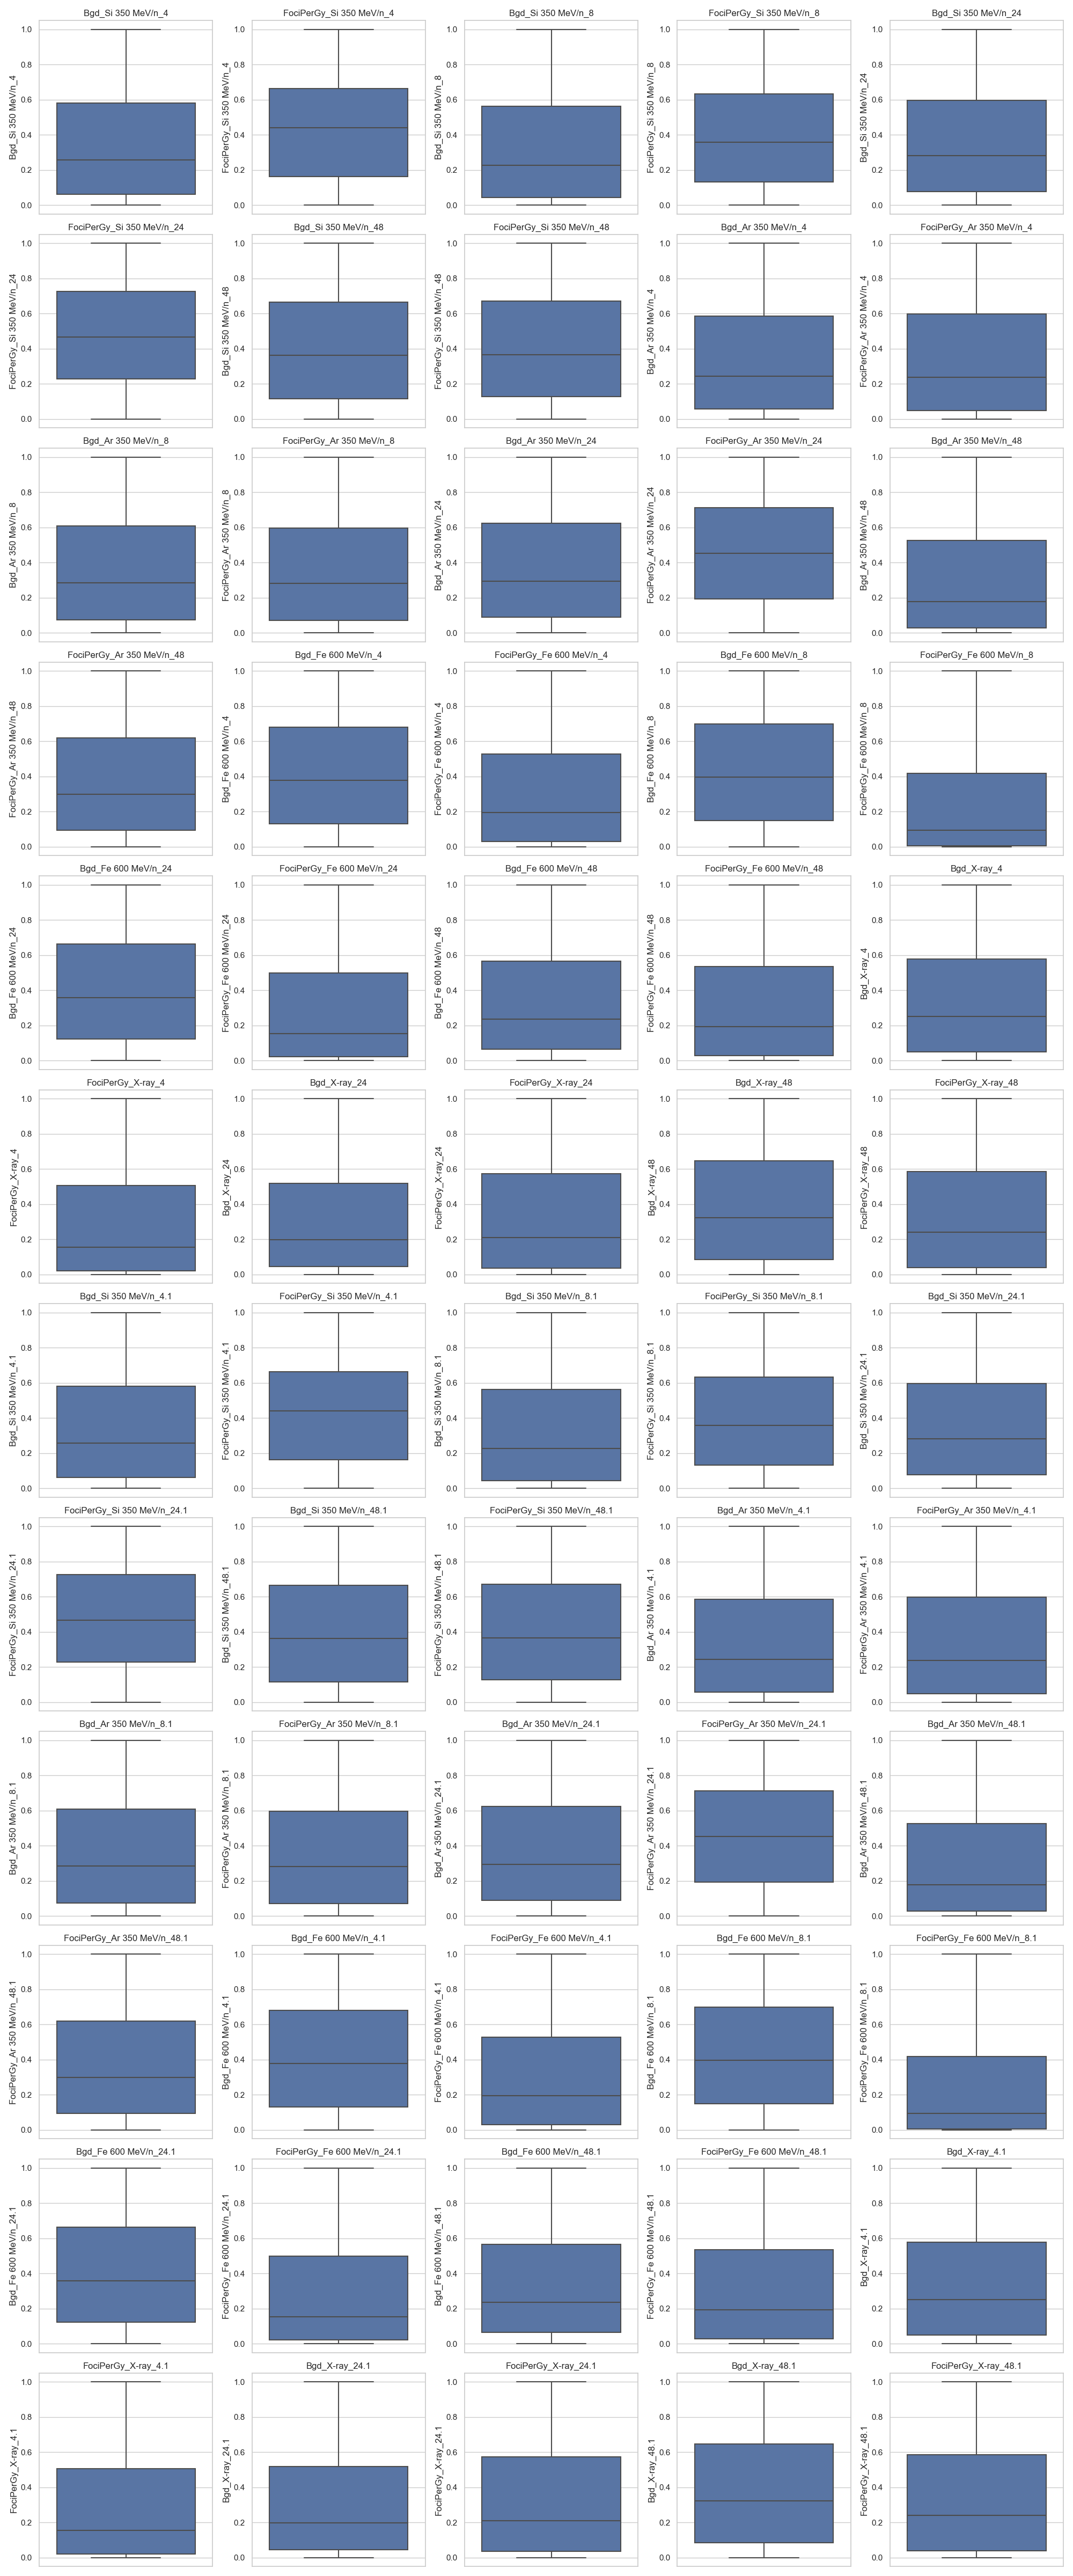 Bgd_Si 350 MeV/n_4 FociPerGy_Si 350 MeV/n_4 Bgd_Si 350 MeV/n_8 FociPerGy_Si 350 MeV/n_8 Bgd_Si 350 MeV/n_24
Bgd_Si 350 MeV/n_4 FociPerGy_Si 350 MeV/n_4 Bgd_Si 350 MeV/n_8 FociPerGy_Si 350 MeV/n_8 Bgd_Si 350 MeV/n_24
1.0 1.0 1.0 1.0 1.0
0.8 0.8 0.8 0.8 0.8
0.6 0.6 0.6 0.6 0.6
0.4 0.4 0.4 0.4 0.4
0.2 0.2 0.2 0.2 0.2
0.0 0.0 0.0 0.0 0.0
FociPerGy_Si 350 MeV/n_24 Bgd_Si 350 MeV/n_48 FociPerGy_Si 350 MeV/n_48 Bgd_Ar 350 MeV/n_4 FociPerGy_Ar 350 MeV/n_4
FociPerGy_Si 350 MeV/n_24 Bgd_Si 350 MeV/n_48 FociPerGy_Si 350 MeV/n_48 Bgd_Ar 350 MeV/n_4 FociPerGy_Ar 350 MeV/n_4
1.0 1.0 1.0 1.0 1.0
0.8 0.8 0.8 0.8 0.8
0.6 0.6 0.6 0.6 0.6
0.4 0.4 0.4 0.4 0.4
0.2 0.2 0.2 0.2 0.2
0.0 0.0 0.0 0.0 0.0
Bgd_Ar 350 MeV/n_8 FociPerGy_Ar 350 MeV/n_8 Bgd_Ar 350 MeV/n_24 FociPerGy_Ar 350 MeV/n_24 Bgd_Ar 350 MeV/n_48
Bgd_Ar 350 MeV/n_8 FociPerGy_Ar 350 MeV/n_8 Bgd_Ar 350 MeV/n_24 FociPerGy_Ar 350 MeV/n_24 Bgd_Ar 350 MeV/n_48
1.0 1.0 1.0 1.0 1.0
0.8 0.8 0.8 0.8 0.8
0.6 0.6 0.6 0.6 0.6
0.4 0.4 0.4 0.4 0.4
0.2 0.2 0.2 0.2 0.2
0.0 0.0 0.0 0.0 0.0
FociPerGy_Ar 350 MeV/n_48 Bgd_Fe 600 MeV/n_4 FociPerGy_Fe 600 MeV/n_4 Bgd_Fe 600 MeV/n_8 FociPerGy_Fe 600 MeV/n_8
FociPerGy_Ar 350 MeV/n_48 Bgd_Fe 600 MeV/n_4 FociPerGy_Fe 600 MeV/n_4 Bgd_Fe 600 MeV/n_8 FociPerGy_Fe 600 MeV/n_8
1.0 1.0 1.0 1.0 1.0
0.8 0.8 0.8 0.8 0.8
0.6 0.6 0.6 0.6 0.6
0.4 0.4 0.4 0.4 0.4
0.2 0.2 0.2 0.2 0.2
0.0 0.0 0.0 0.0 0.0
Bgd_Fe 600 MeV/n_24 FociPerGy_Fe 600 MeV/n_24 Bgd_Fe 600 MeV/n_48 FociPerGy_Fe 600 MeV/n_48 Bgd_X-ray_4
Bgd_Fe 600 MeV/n_24 FociPerGy_Fe 600 MeV/n_24 Bgd_Fe 600 MeV/n_48 FociPerGy_Fe 600 MeV/n_48 Bgd_X-ray_4
1.0 1.0 1.0 1.0 1.0
0.8 0.8 0.8 0.8 0.8
0.6 0.6 0.6 0.6 0.6
0.4 0.4 0.4 0.4 0.4
0.2 0.2 0.2 0.2 0.2
0.0 0.0 0.0 0.0 0.0
FociPerGy_X-ray_4 Bgd_X-ray_24 FociPerGy_X-ray_24 Bgd_X-ray_48 FociPerGy_X-ray_48
FociPerGy_X-ray_4 Bgd_X-ray_24 FociPerGy_X-ray_24 Bgd_X-ray_48 FociPerGy_X-ray_48
1.0 1.0 1.0 1.0 1.0
0.8 0.8 0.8 0.8 0.8
0.6 0.6 0.6 0.6 0.6
0.4 0.4 0.4 0.4 0.4
0.2 0.2 0.2 0.2 0.2
0.0 0.0 0.0 0.0 0.0
Bgd_Si 350 MeV/n_4.1 FociPerGy_Si 350 MeV/n_4.1 Bgd_Si 350 MeV/n_8.1 FociPerGy_Si 350 MeV/n_8.1 Bgd_Si 350 MeV/n_24.1
Bgd_Si 350 MeV/n_4.1 FociPerGy_Si 350 MeV/n_4.1 Bgd_Si 350 MeV/n_8.1 FociPerGy_Si 350 MeV/n_8.1 Bgd_Si 350 MeV/n_24.1
1.0 1.0 1.0 1.0 1.0
0.8 0.8 0.8 0.8 0.8
0.6 0.6 0.6 0.6 0.6
0.4 0.4 0.4 0.4 0.4
0.2 0.2 0.2 0.2 0.2
0.0 0.0 0.0 0.0 0.0
FociPerGy_Si 350 MeV/n_24.1 Bgd_Si 350 MeV/n_48.1 FociPerGy_Si 350 MeV/n_48.1 Bgd_Ar 350 MeV/n_4.1 FociPerGy_Ar 350 MeV/n_4.1
FociPerGy_Si 350 MeV/n_24.1 Bgd_Si 350 MeV/n_48.1 FociPerGy_Si 350 MeV/n_48.1 Bgd_Ar 350 MeV/n_4.1 FociPerGy_Ar 350 MeV/n_4.1
1.0 1.0 1.0 1.0 1.0
0.8 0.8 0.8 0.8 0.8
0.6 0.6 0.6 0.6 0.6
0.4 0.4 0.4 0.4 0.4
0.2 0.2 0.2 0.2 0.2
0.0 0.0 0.0 0.0 0.0
Bgd_Ar 350 MeV/n_8.1 FociPerGy_Ar 350 MeV/n_8.1 Bgd_Ar 350 MeV/n_24.1 FociPerGy_Ar 350 MeV/n_24.1 Bgd_Ar 350 MeV/n_48.1
Bgd_Ar 350 MeV/n_8.1 FociPerGy_Ar 350 MeV/n_8.1 Bgd_Ar 350 MeV/n_24.1 FociPerGy_Ar 350 MeV/n_24.1 Bgd_Ar 350 MeV/n_48.1
1.0 1.0 1.0 1.0 1.0
0.8 0.8 0.8 0.8 0.8
0.6 0.6 0.6 0.6 0.6
0.4 0.4 0.4 0.4 0.4
0.2 0.2 0.2 0.2 0.2
0.0 0.0 0.0 0.0 0.0
FociPerGy_Ar 350 MeV/n_48.1 Bgd_Fe 600 MeV/n_4.1 FociPerGy_Fe 600 MeV/n_4.1 Bgd_Fe 600 MeV/n_8.1 FociPerGy_Fe 600 MeV/n_8.1
FociPerGy_Ar 350 MeV/n_48.1 Bgd_Fe 600 MeV/n_4.1 FociPerGy_Fe 600 MeV/n_4.1 Bgd_Fe 600 MeV/n_8.1 FociPerGy_Fe 600 MeV/n_8.1
1.0 1.0 1.0 1.0 1.0
0.8 0.8 0.8 0.8 0.8
0.6 0.6 0.6 0.6 0.6
0.4 0.4 0.4 0.4 0.4
0.2 0.2 0.2 0.2 0.2
0.0 0.0 0.0 0.0 0.0
Bgd_Fe 600 MeV/n_24.1 FociPerGy_Fe 600 MeV/n_24.1 Bgd_Fe 600 MeV/n_48.1 FociPerGy_Fe 600 MeV/n_48.1 Bgd_X-ray_4.1
Bgd_Fe 600 MeV/n_24.1 FociPerGy_Fe 600 MeV/n_24.1 Bgd_Fe 600 MeV/n_48.1 FociPerGy_Fe 600 MeV/n_48.1 Bgd_X-ray_4.1
1.0 1.0 1.0 1.0 1.0
0.8 0.8 0.8 0.8 0.8
0.6 0.6 0.6 0.6 0.6
0.4 0.4 0.4 0.4 0.4
0.2 0.2 0.2 0.2 0.2
0.0 0.0 0.0 0.0 0.0
FociPerGy_X-ray_4.1 Bgd_X-ray_24.1 FociPerGy_X-ray_24.1 Bgd_X-ray_48.1 FociPerGy_X-ray_48.1
FociPerGy_X-ray_4.1 Bgd_X-ray_24.1 FociPerGy_X-ray_24.1 Bgd_X-ray_48.1 FociPerGy_X-ray_48.1
1.0 1.0 1.0 1.0 1.0
0.8 0.8 0.8 0.8 0.8
0.6 0.6 0.6 0.6 0.6
0.4 0.4 0.4 0.4 0.4
0.2 0.2 0.2 0.2 0.2
0.0 0.0 0.0 0.0 0.0